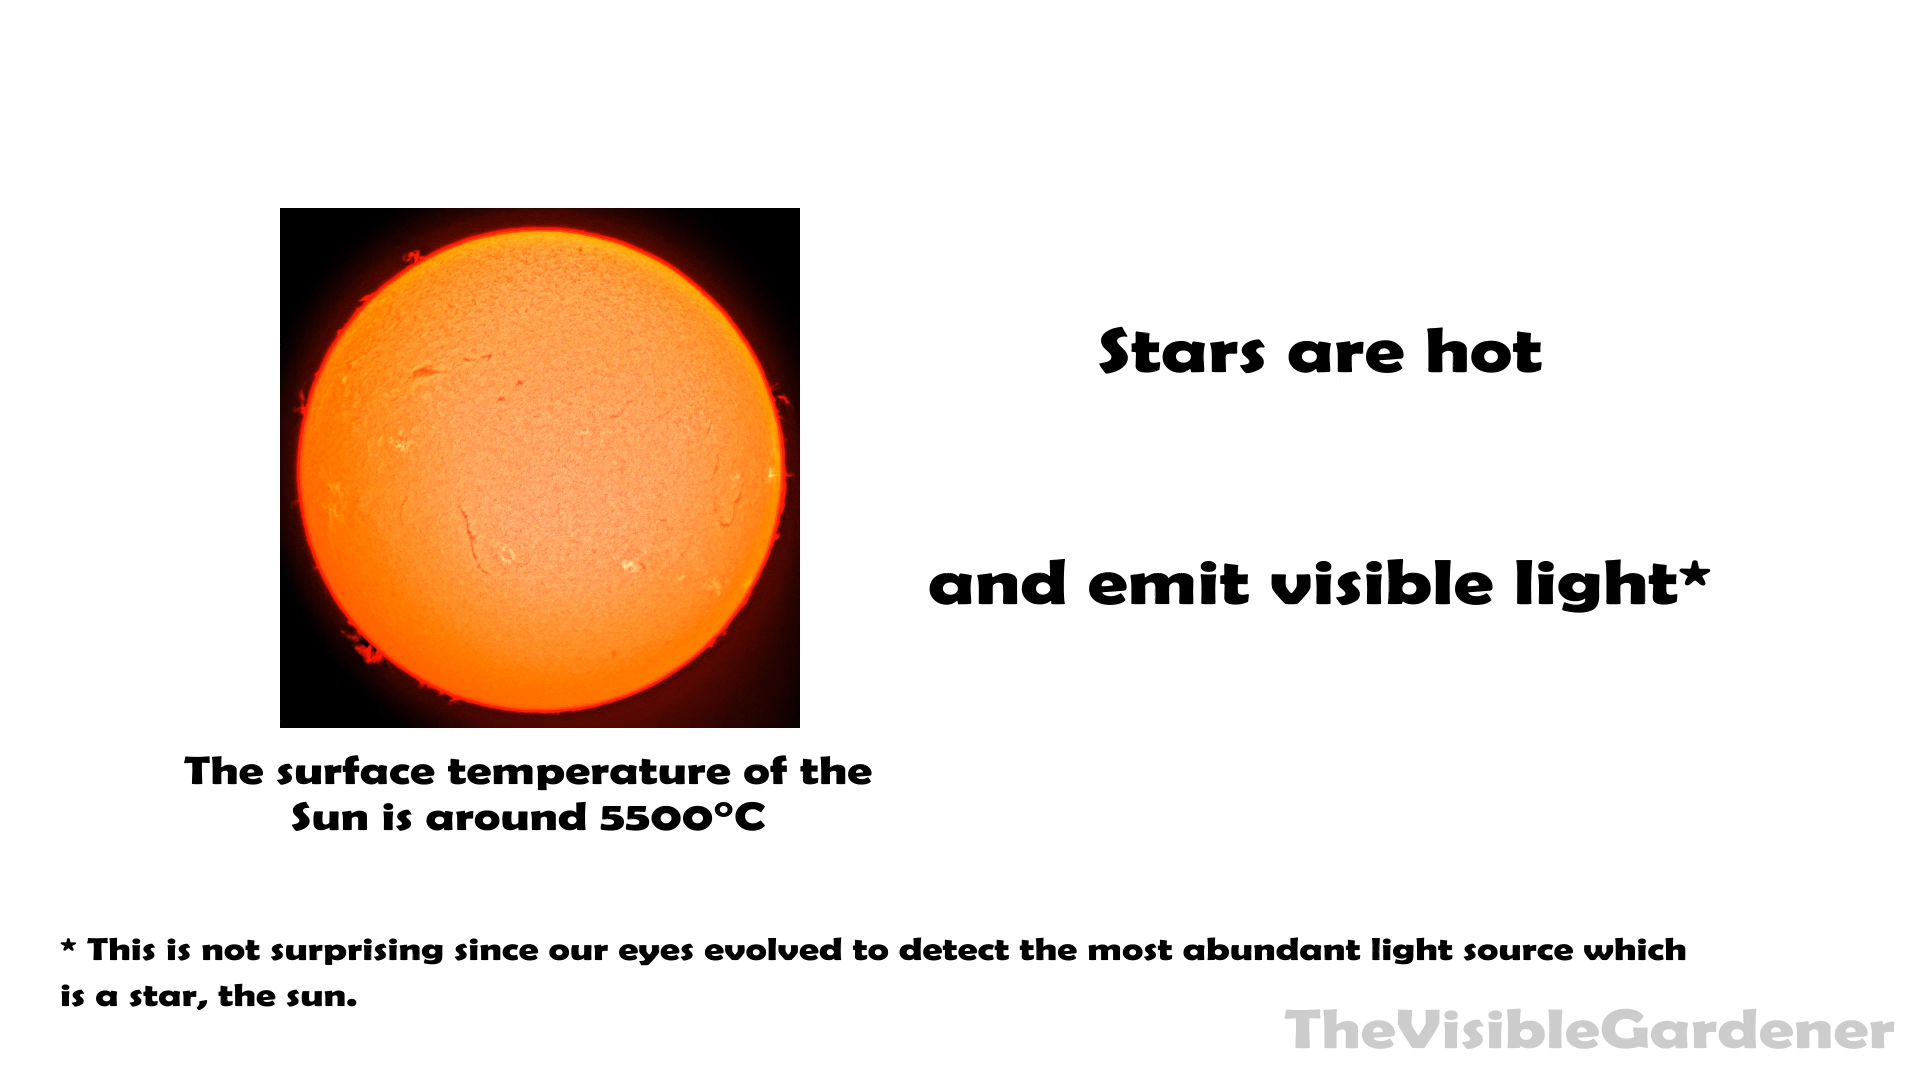 Stars are hot
and emit visible light*
The surface temperature of the
Sun is around 5500°C
* This is not surprising since our eyes evolved to detect the most abundant light source which
is a star, the sun.
TheVisibleGardener